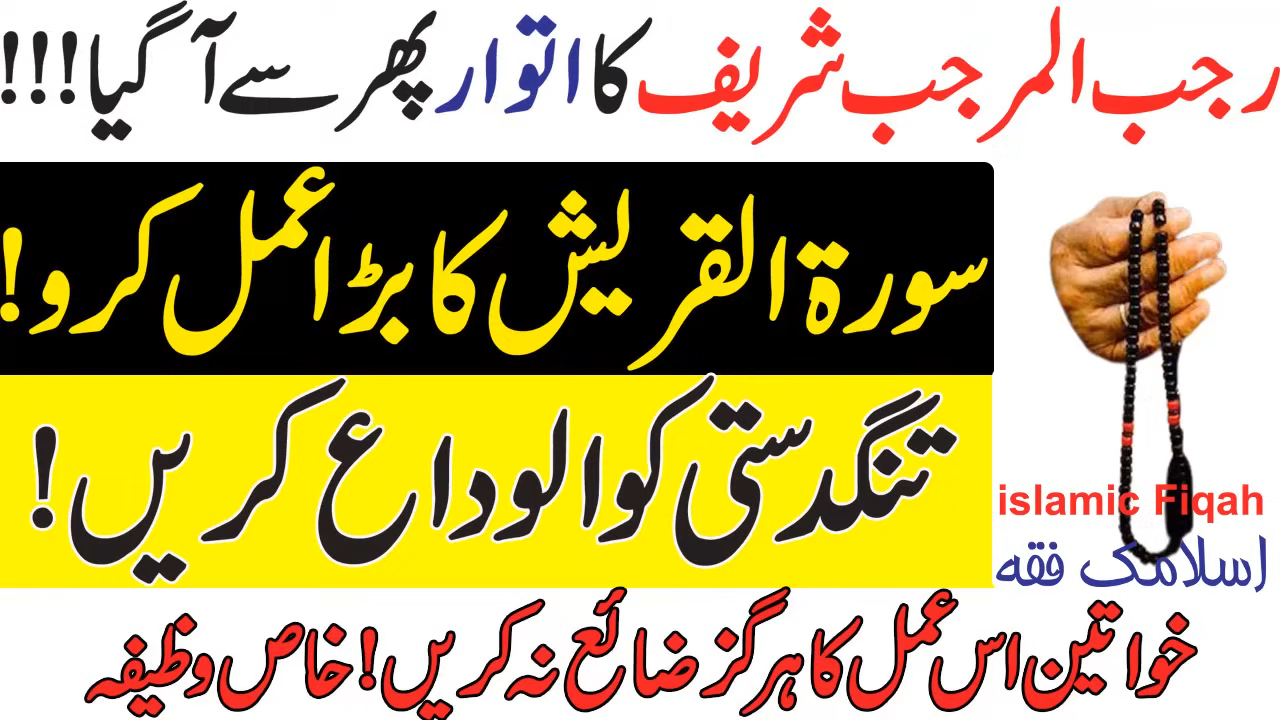 رجب المرجب شریف کا اتوار پھر سے آ گیا!!!
سورۃ القریش کا بڑا عمل کرو!
تنگدستی کو الوداع کریں!
islamic Fiqah
اسلامک فقہ
خواتین اس عمل کا ہرگز ضائع نہ کریں! خاص وظیفہ